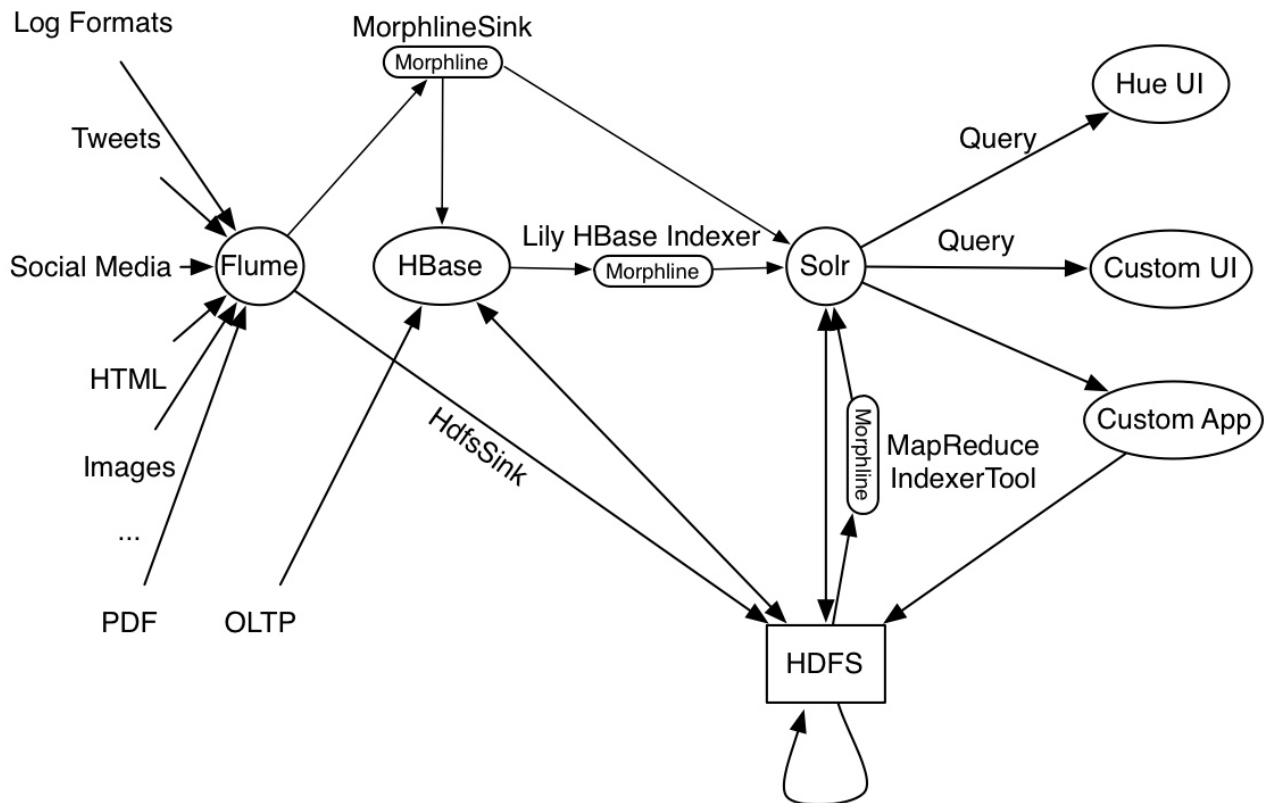 Log Formats
MorphlineSink
Morphline
Hue UI
Tweets
Query
Lily HBase Indexer
Query
Social Media
Flume
HBase
Morphline
Solr
Custom UI
HTML
HdfsSink
Morphline
MapReduce
IndexerTool
Custom App
Images
...
PDF
OLTP
HDFS